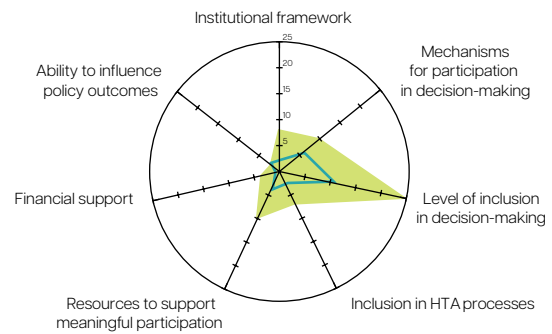 Institutional framework
25
20
15
10
5
Mechanisms
for participation
in decision-making
Level of inclusion
in decision-making
Inclusion in HTA processes
Resources to support
meaningful participation
Financial support
Ability to influence
policy outcomes